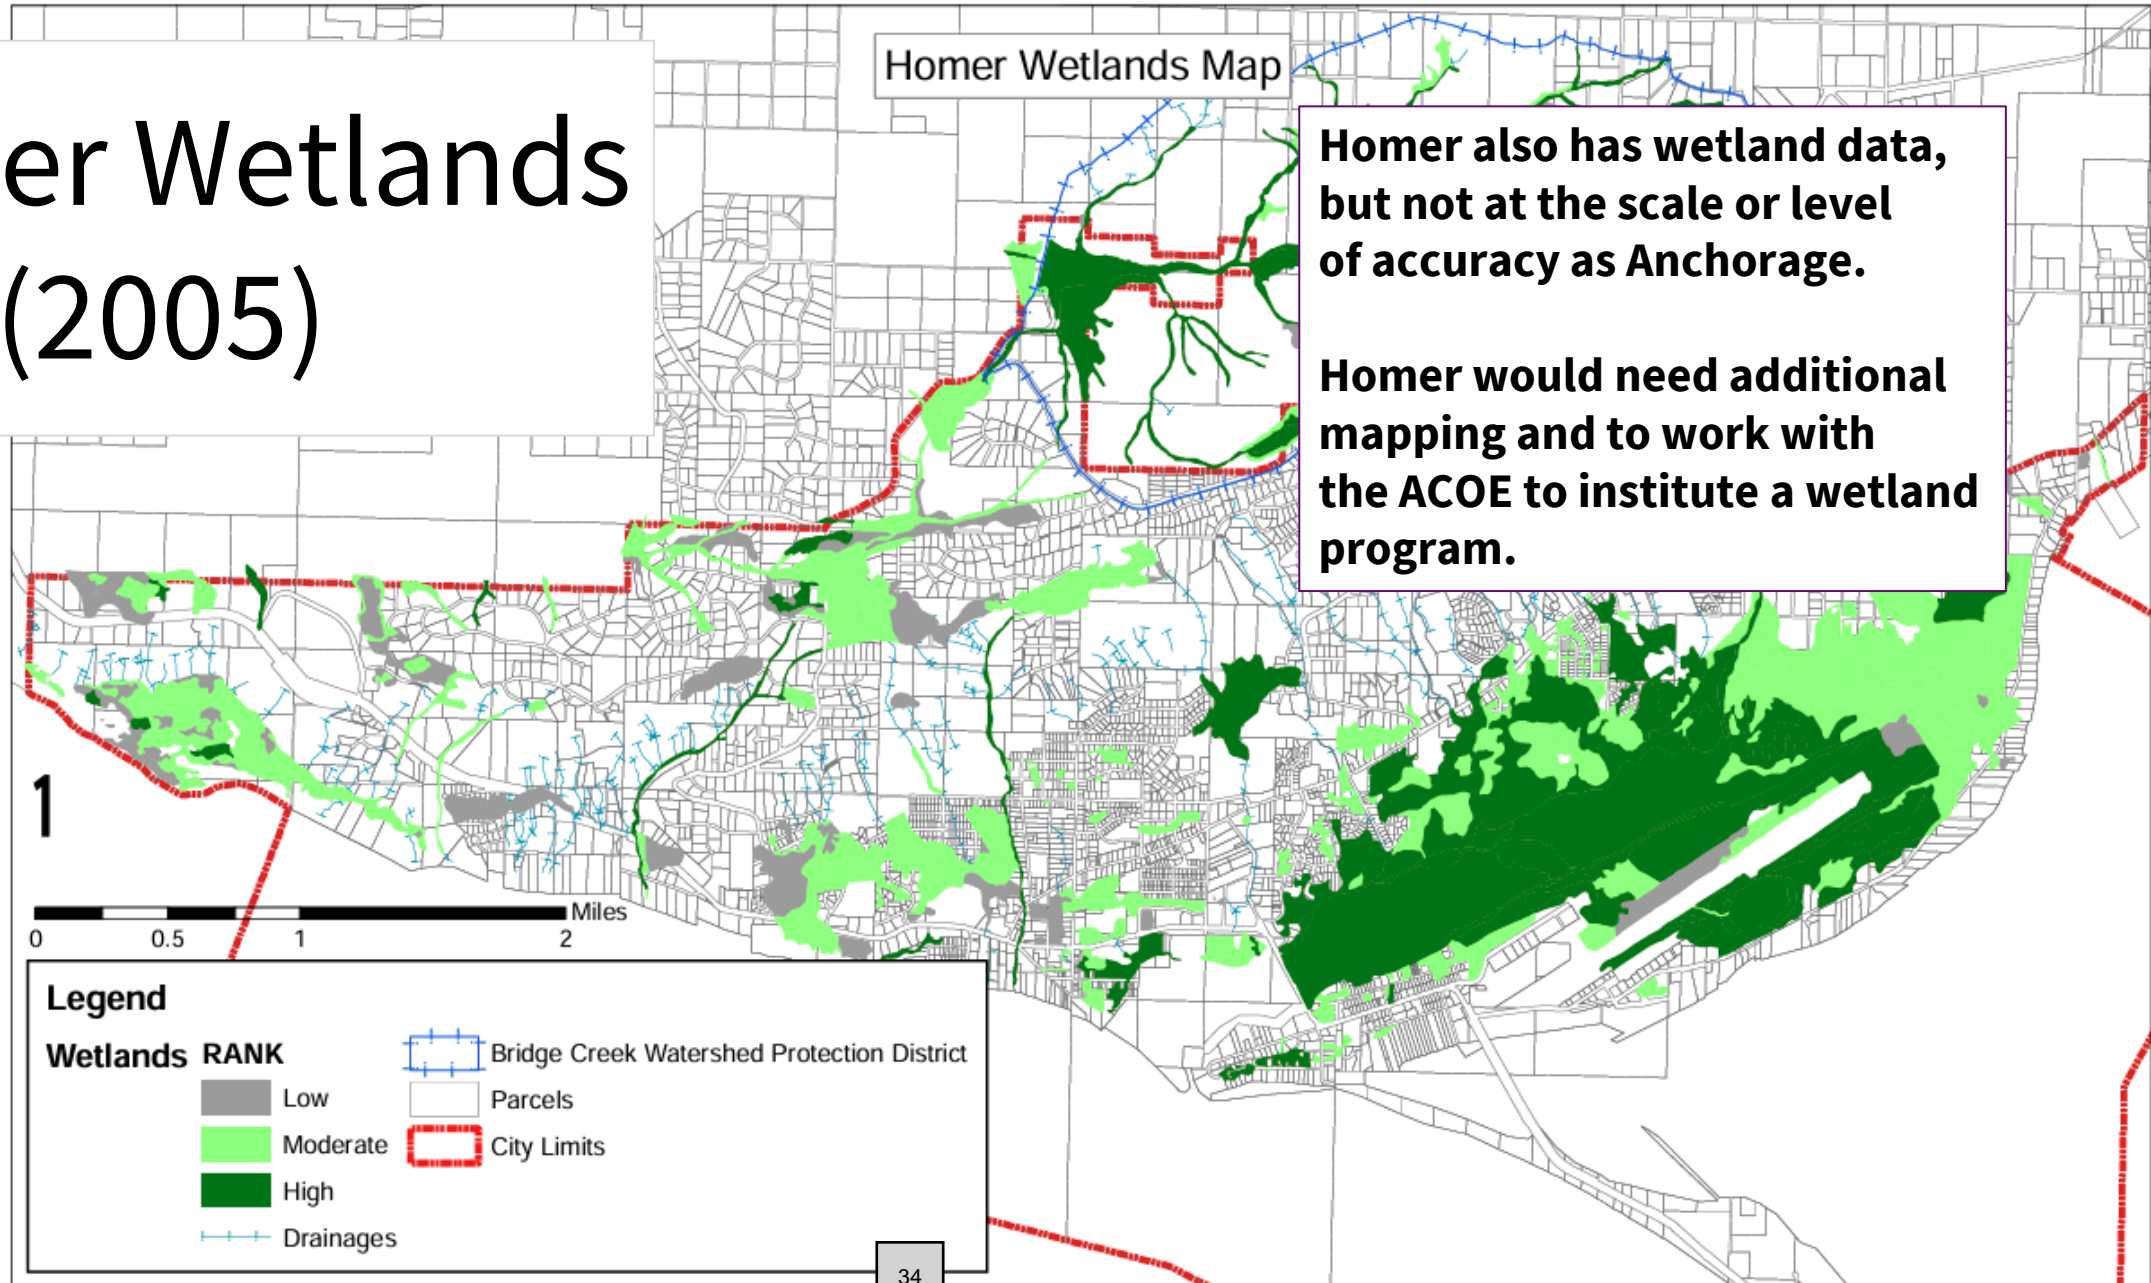 er Wetlands
(2005)
Homer Wetlands Map
Homer also has wetland data,
but not at the scale or level
of accuracy as Anchorage.
Homer would need additional
mapping and to work with
the ACOE to institute a wetland
program.
1
Miles
0 0.5 1 2
Legend
Wetlands RANK
Low
Moderate
High
Drainages
Bridge Creek Watershed Protection District
Parcels
City Limits
34